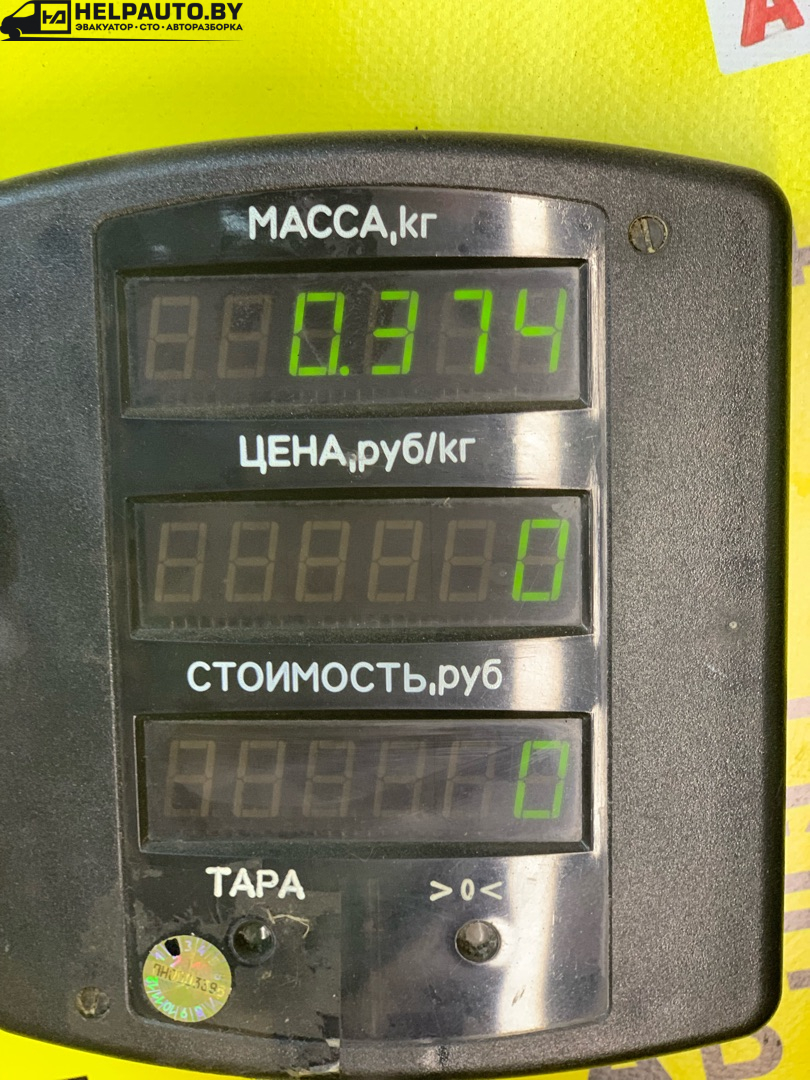 HELPAUTO.BY
ЭВАКУАТОР • СТО • АВТОРАЗБОРКА
МАССА,кг
0.374
ЦЕНА,руб/кг
0
СТОИМОСТЬ,руб
0
ТАРА
>0<